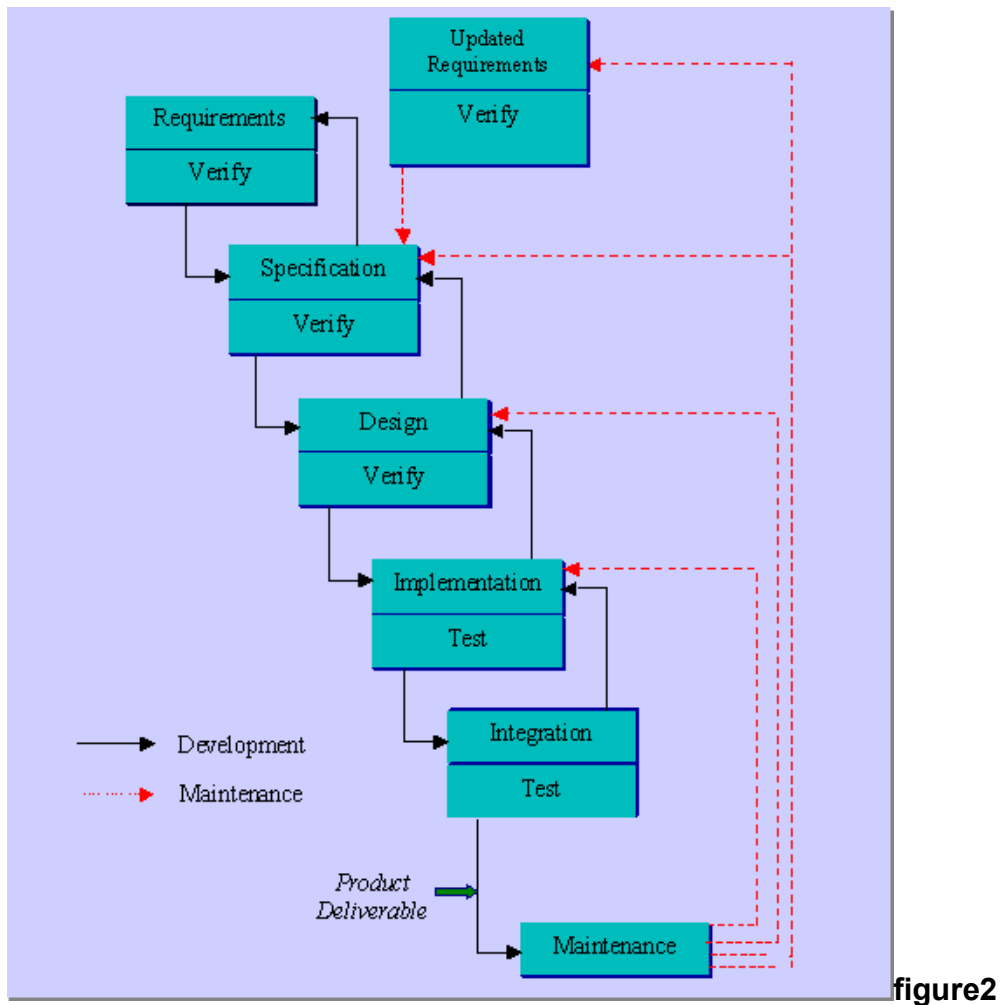 Updated
Requirements
Verify
Requirements
Verify
Specification
Verify
Design
Verify
Implementation
Test
Integration
Test
Development
Maintenance
Product
Deliverable
Maintenance
figure2